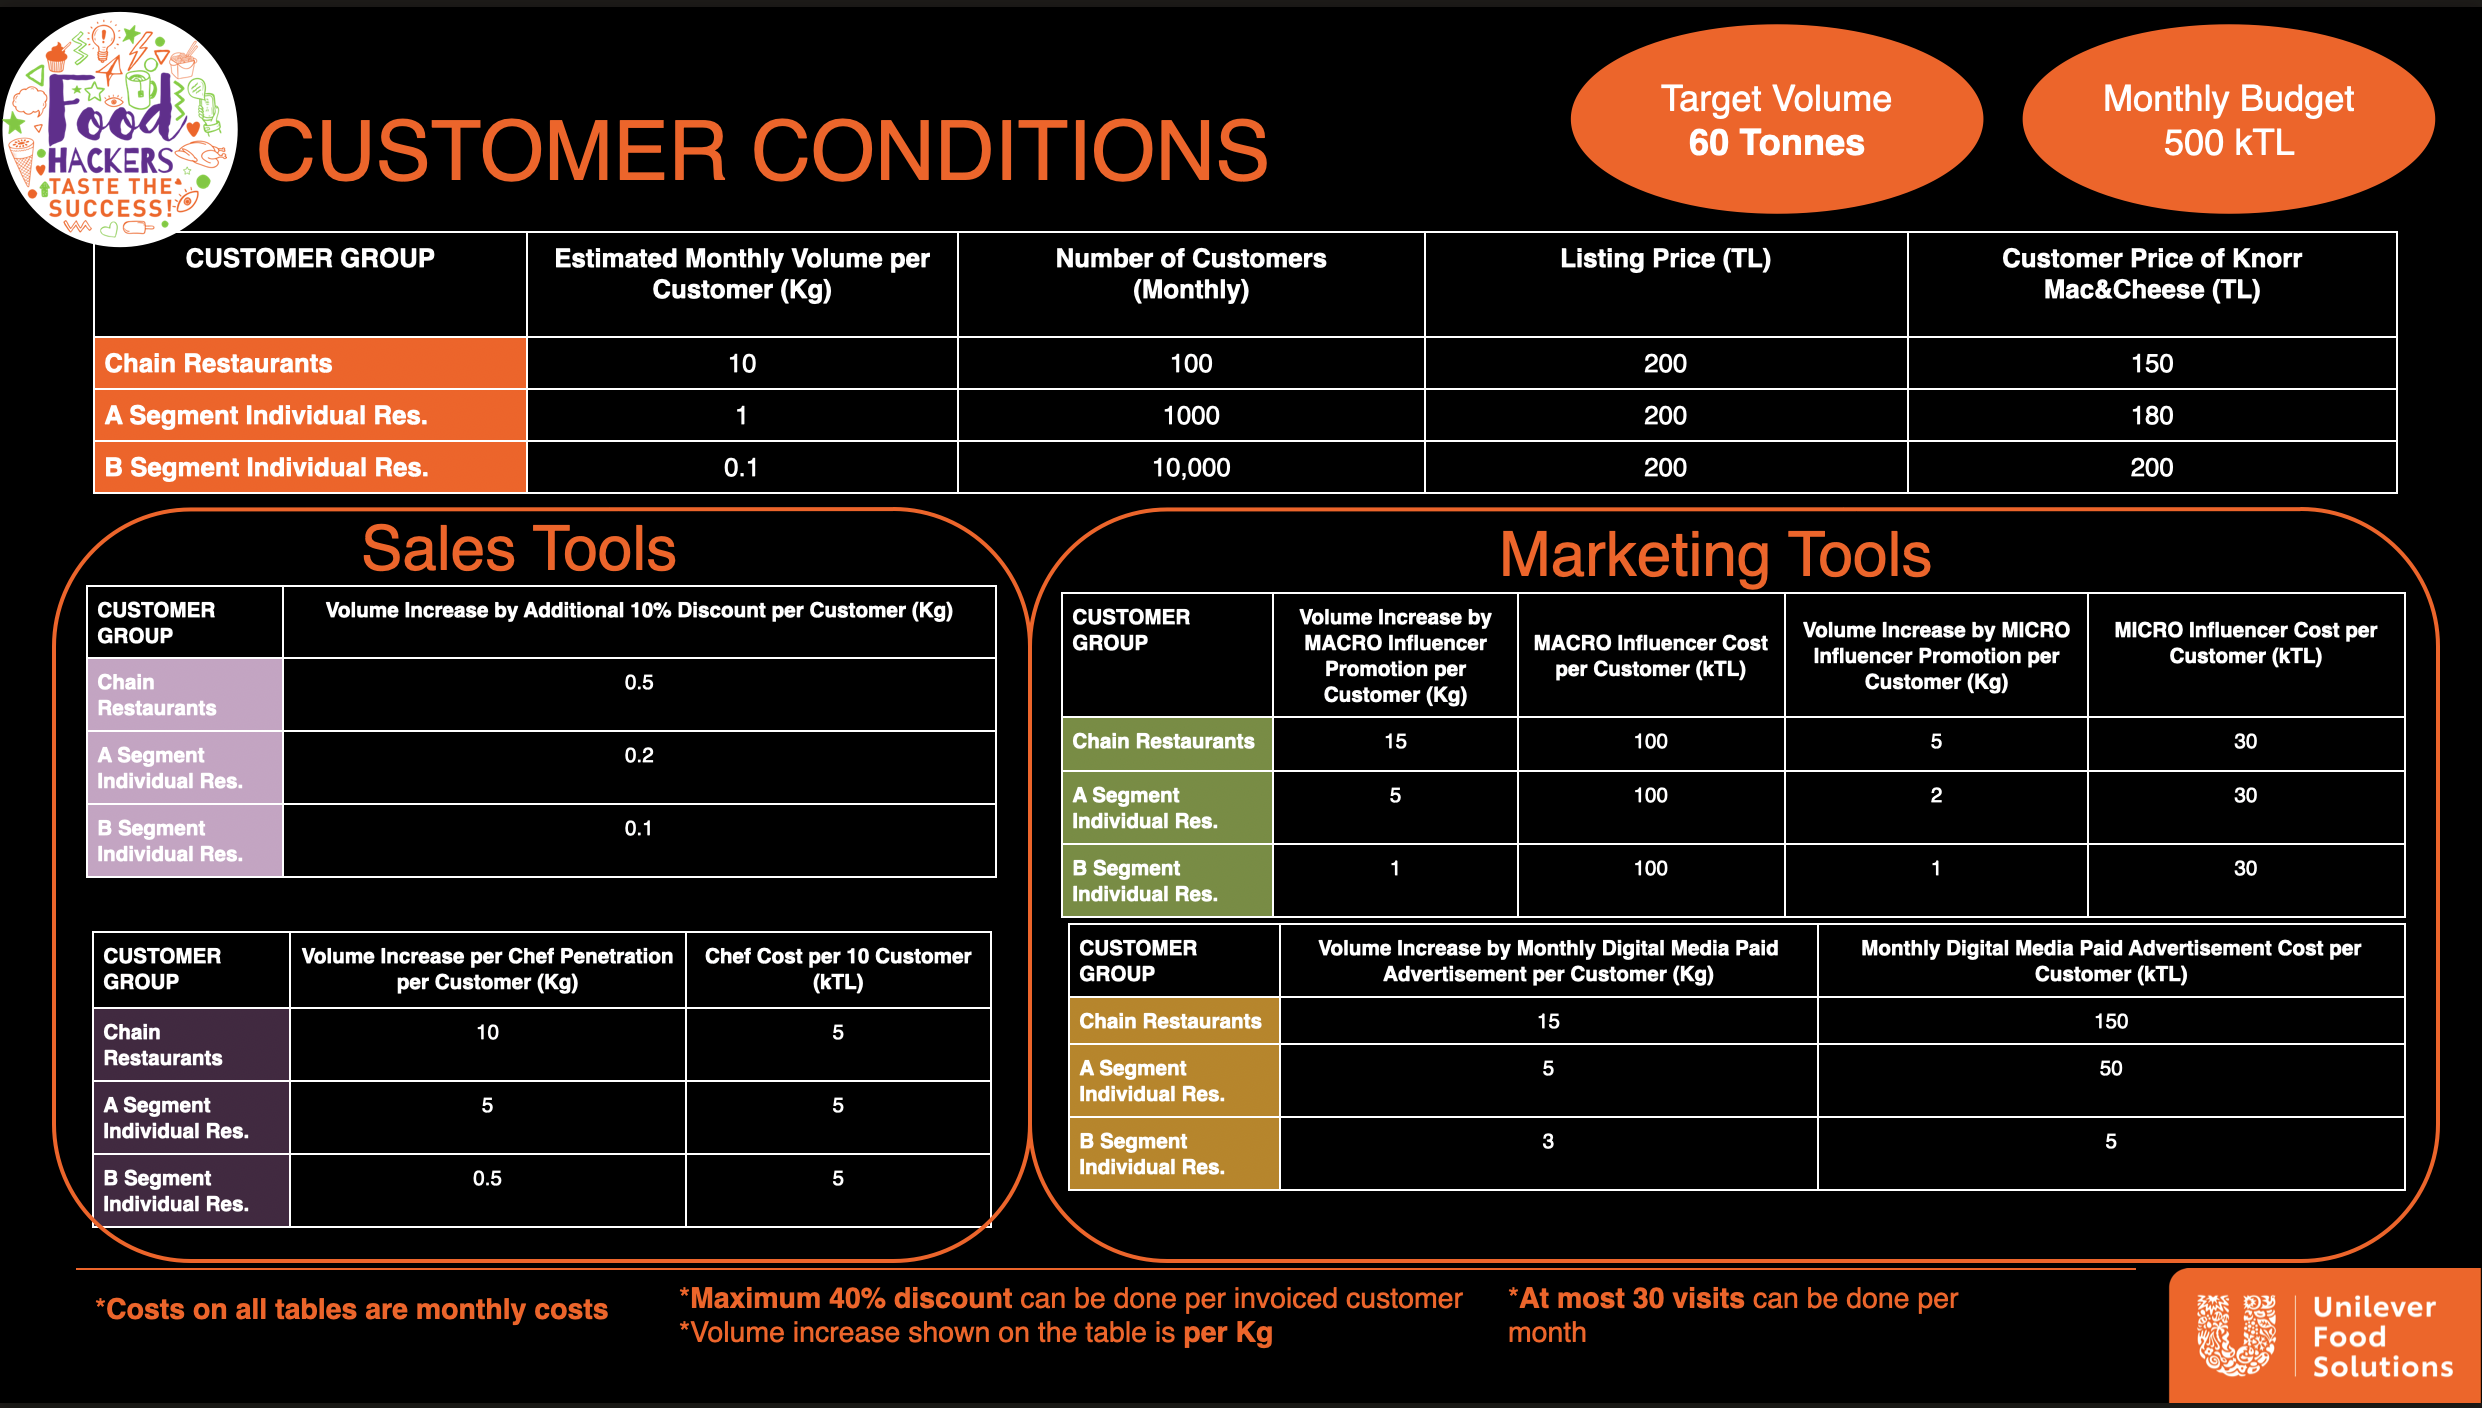 Food
HACKERS
TASTE THE
SUCCESS!
CUSTOMER CONDITIONS
Target Volume
60 Tonnes
Monthly Budget
500 kTL
CUSTOMER GROUP
Estimated Monthly Volume per
Customer (Kg)
Number of Customers
(Monthly)
Listing Price (TL)
Customer Price of Knorr
Mac&Cheese (TL)
Chain Restaurants 10 100 200 150
A Segment Individual Res. 1 1000 200 180
B Segment Individual Res. 0.1 10,000 200 200
Sales Tools
CUSTOMER
GROUP
Volume Increase by Additional 10% Discount per Customer (Kg)
Chain
Restaurants
0.5
A Segment
Individual Res.
0.2
B Segment
Individual Res.
0.1
CUSTOMER
GROUP
Volume Increase per Chef Penetration
per Customer (Kg)
Chef Cost per 10 Customer
(kTL)
Chain
Restaurants
10 5
A Segment
Individual Res.
5 5
B Segment
Individual Res.
0.5 5
Marketing Tools
CUSTOMER
GROUP
Volume Increase by
MACRO Influencer
Promotion per
Customer (Kg)
MACRO Influencer Cost
per Customer (kTL)
Volume Increase by MICRO
Influencer Promotion per
Customer (Kg)
MICRO Influencer Cost per
Customer (kTL)
Chain Restaurants 15 100 5 30
A Segment
Individual Res.
5 100 2 30
B Segment
Individual Res.
1 100 1 30
CUSTOMER
GROUP
Volume Increase by Monthly Digital Media Paid
Advertisement per Customer (Kg)
Monthly Digital Media Paid Advertisement Cost per
Customer (kTL)
Chain Restaurants 15 150
A Segment
Individual Res.
5 50
B Segment
Individual Res.
3 5
*Costs on all tables are monthly costs
*Maximum 40% discount can be done per invoiced customer
*Volume increase shown on the table is per Kg
*At most 30 visits can be done per
month
Unilever
Food
Solutions